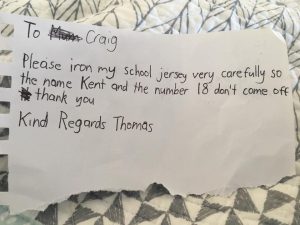 To Craig
Please iron my school jersey very carefully so
the name Kent and the number 18 don't come off
thank you
Kind Regards Thomas